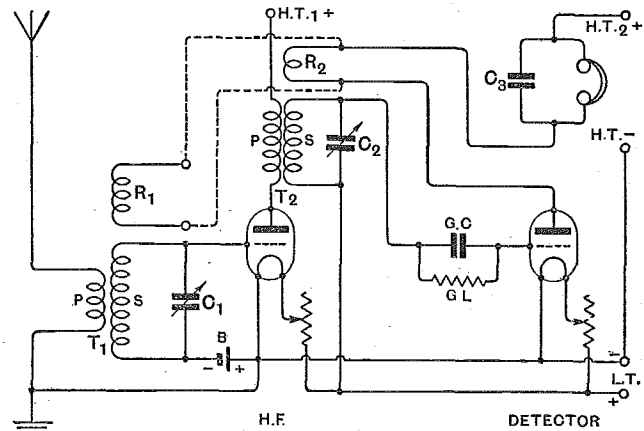 H.T.1+
H.T.2+
R2
C3
H.T.-
P S
C2
R1
T2
G.C
P S
C1
G L
T1
B
- +
-
L.T.
+
H.F.
DETECTOR